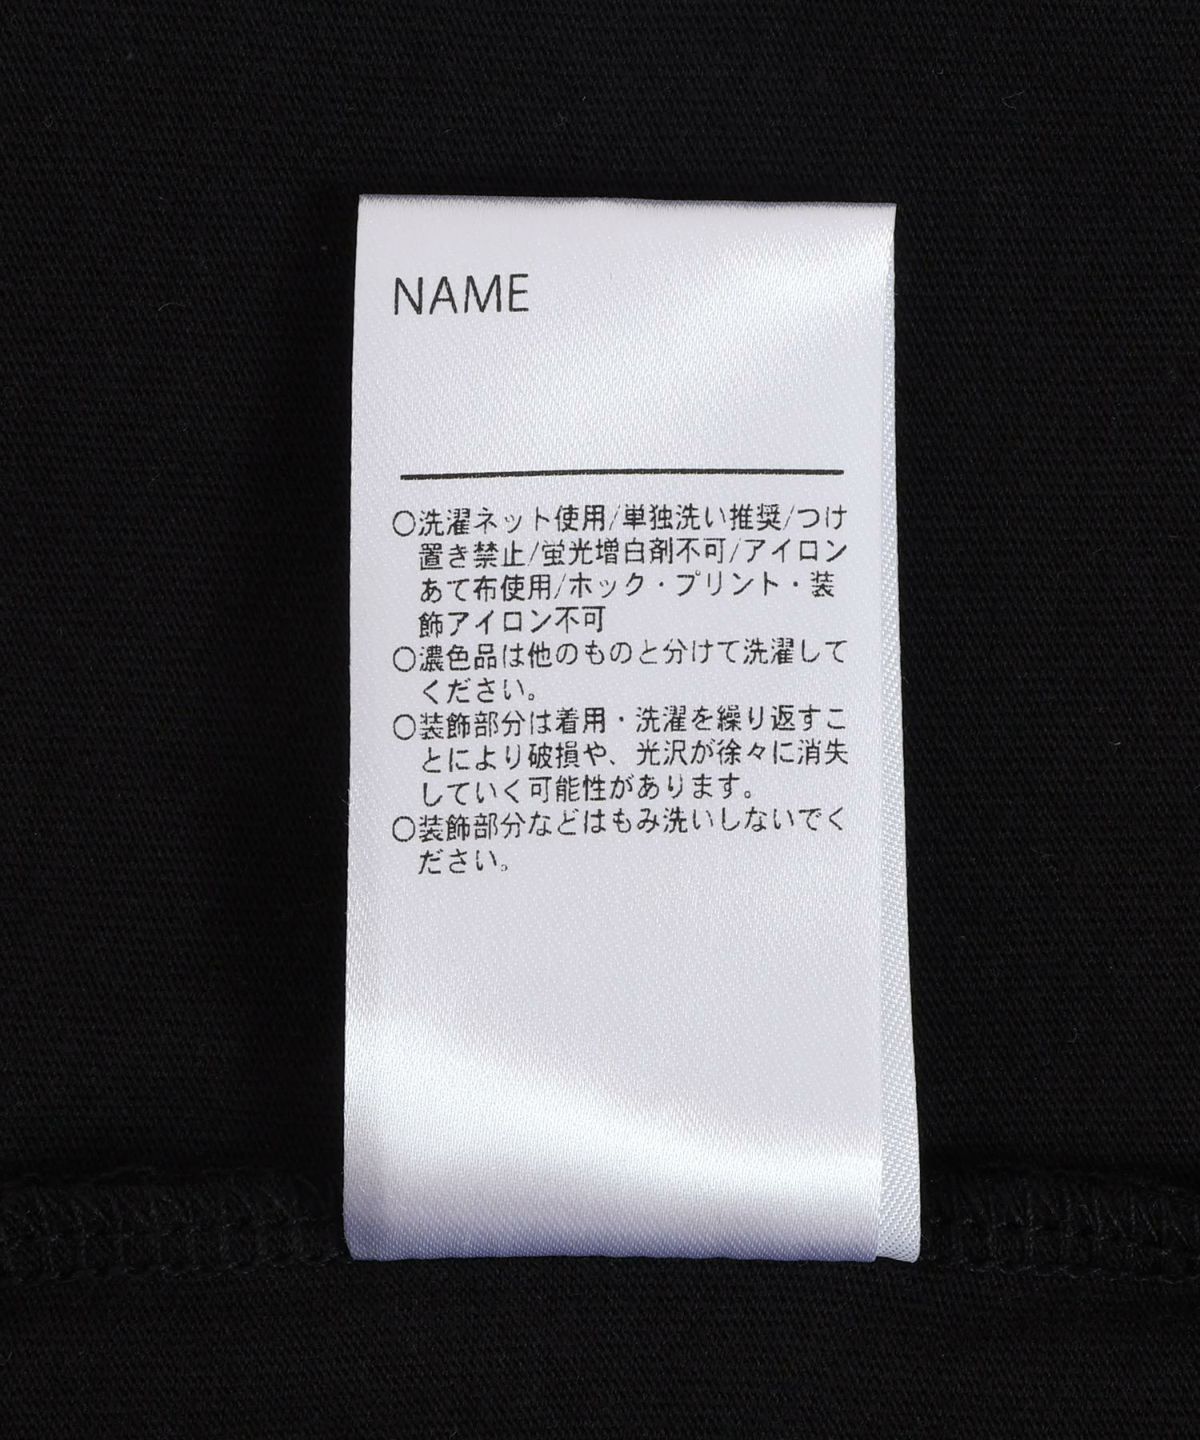 NAME
○洗濯ネット使用/単独洗い推奨/つけ
置き禁止/蛍光増白剤不可/アイロン
あて布使用/ホック・プリント・装
飾アイロン不可
○濃色品は他のものと分けて洗濯して
ください。
○装飾部分は着用・洗濯を繰り返すこ
とにより破損や、光沢が徐々に消失
していく可能性があります。
○装飾部分などはもみ洗いしないでく
ださい。